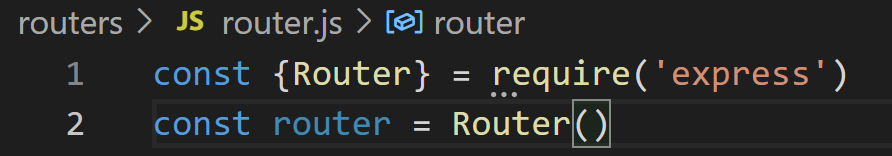 routers > JS router.js > router
1 const {Router} = require('express')
2 const router = Router()